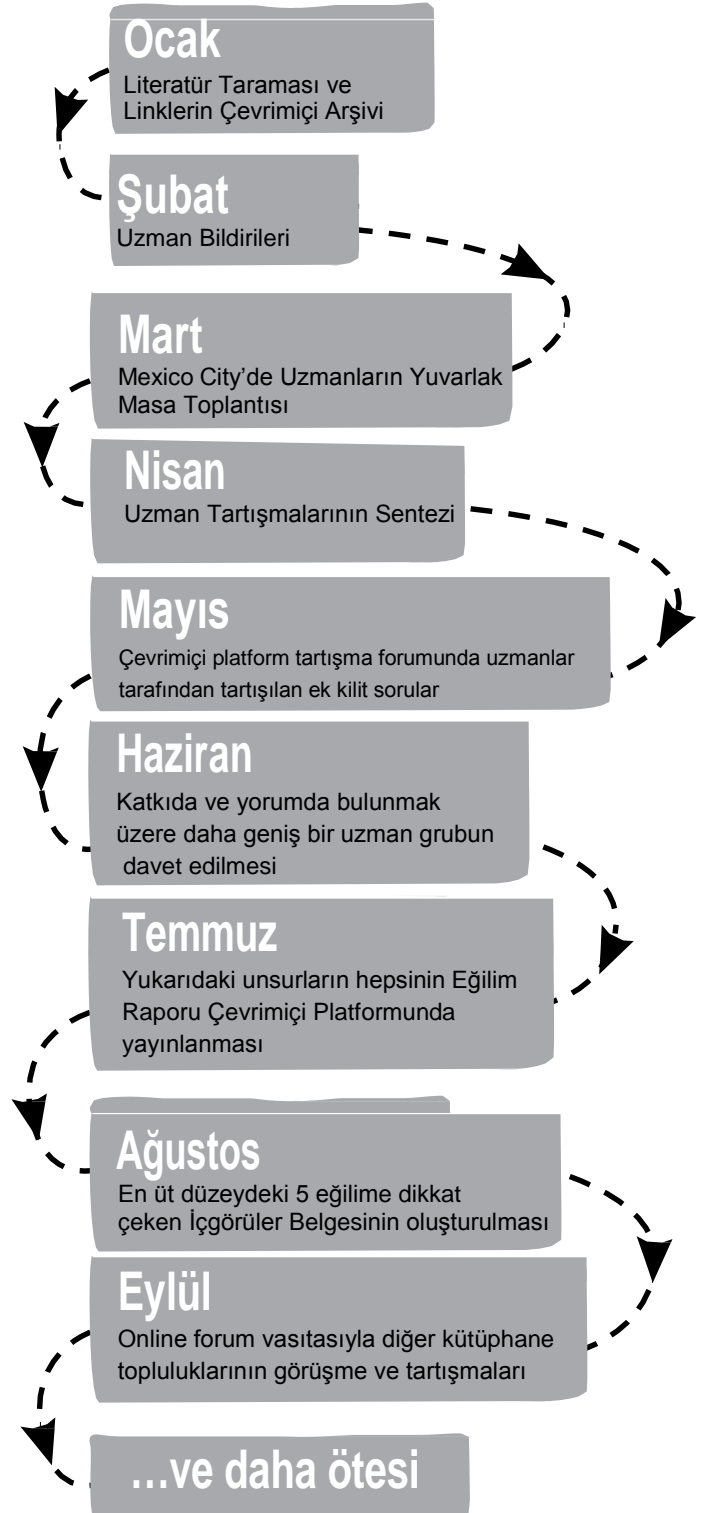 Ocak
Literatür Taraması ve
Linklerin Çevrimiçi Arşivi
Şubat
Uzman Bildirileri
Mart
Mexico City’de Uzmanların Yuvarlak
Masa Toplantısı
Nisan
Uzman Tartışmalarının Sentezi
Mayıs
Çevrimiçi platform tartışma forumunda uzmanlar
tarafından tartışılan ek kilit sorular
Haziran
Katkıda ve yorumda bulunmak
üzere daha geniş bir uzman grubun
davet edilmesi
Temmuz
Yukarıdaki unsurların hepsinin Eğilim
Raporu Çevrimiçi Platformunda
yayınlanması
Ağustos
En üt düzeydeki 5 eğilime dikkat
çeken İçgörüler Belgesinin oluşturulması
Eylül
Online forum vasıtasıyla diğer kütüphane
topluluklarının görüşme ve tartışmaları
…ve daha ötesi